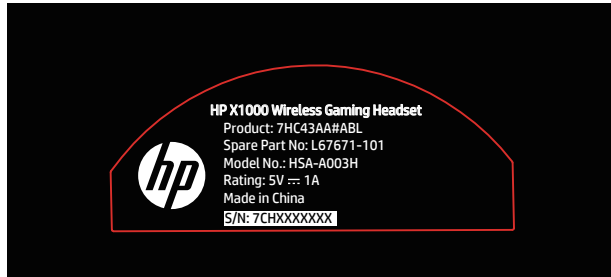 HP X1000 Wireless Gaming Headset
Product: 7HC43AA#ABL
Spare Part No: L67671-101
Model No.: HSA-A003H
hp
Rating: 5V ⎓ 1A
Made in China
S/N: 7CHXXXXXXX